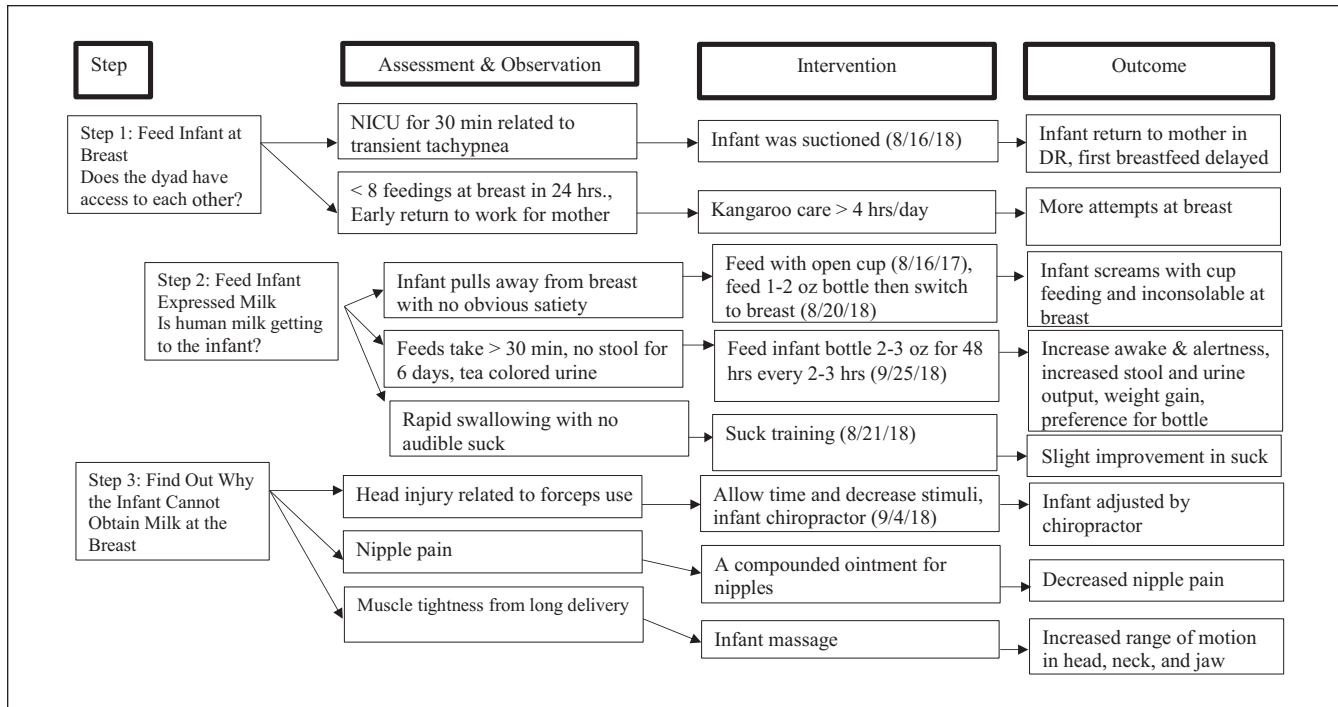 Step
Assessment & Observation
Intervention
Outcome
Step 1: Feed Infant at
Breast
Does the dyad have
access to each other?
NICU for 30 min related to
transient tachypnea
Infant was suctioned (8/16/18)
Infant return to mother in
DR, first breastfeed delayed
< 8 feedings at breast in 24 hrs.,
Early return to work for mother
Kangaroo care > 4 hrs/day
More attempts at breast
Step 2: Feed Infant
Expressed Milk
Is human milk getting
to the infant?
Infant pulls away from breast
with no obvious satiety
Feed with open cup (8/16/17),
feed 1-2 oz bottle then switch
to breast (8/20/18)
Infant screams with cup
feeding and inconsolable at
breast
Feeds take > 30 min, no stool for
6 days, tea colored urine
Feed infant bottle 2-3 oz for 48
hrs every 2-3 hrs (9/25/18)
Increase awake & alertness,
increased stool and urine
output, weight gain,
preference for bottle
Rapid swallowing with no
audible suck
Suck training (8/21/18)
Slight improvement in suck
Step 3: Find Out Why
the Infant Cannot
Obtain Milk at the
Breast
Head injury related to forceps use
Allow time and decrease stimuli,
infant chiropractor (9/4/18)
Infant adjusted by
chiropractor
Nipple pain
A compounded ointment for
nipples
Decreased nipple pain
Muscle tightness from long delivery
Infant massage
Increased range of motion
in head, neck, and jaw